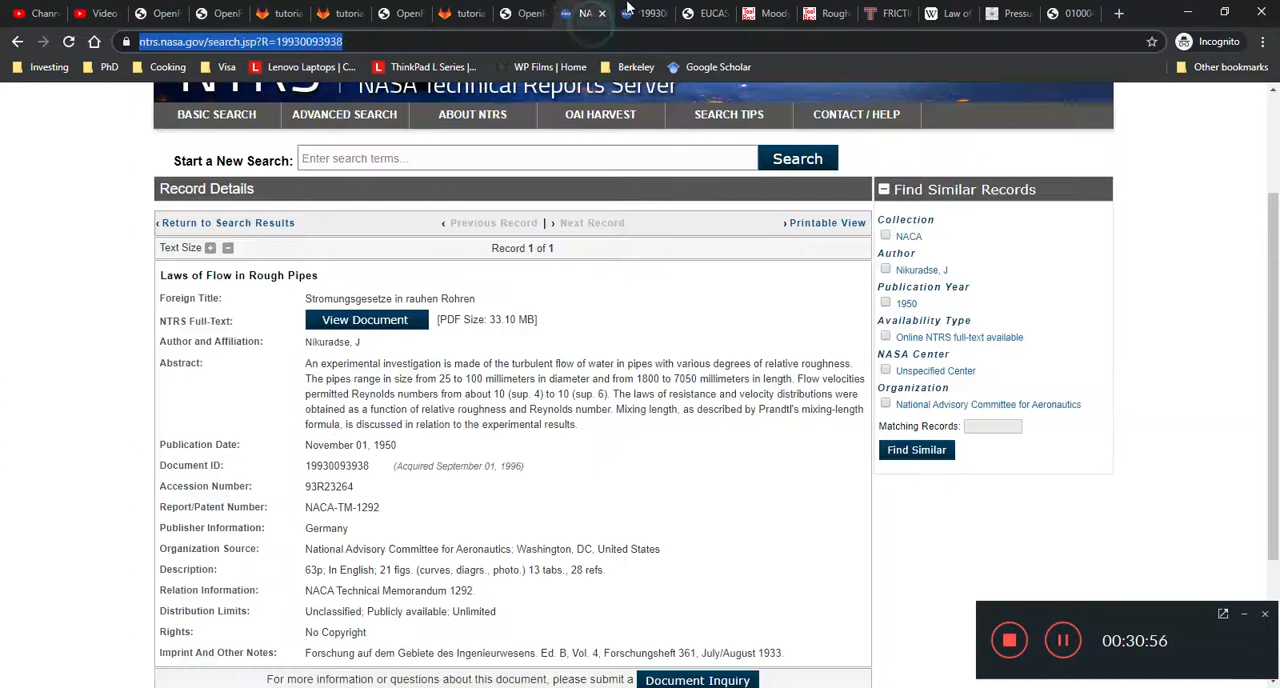 Chann
Video
OpenF
OpenF
tutoria
tutoria
OpenF
tutoria
OpenF
NA
19930
EUCAS
Moody
Rough
FRICTI
Law of
Pressu
01000
ntrs.nasa.gov/search.jsp?R=19930093938
Incognito
Investing
PhD
Cooking
Visa
Lenovo Laptops | C...
ThinkPad L Series |...
WP Films | Home
Berkeley
Google Scholar
Other bookmarks
NTRS NASA Technical Reports Server
BASIC SEARCH
ADVANCED SEARCH
ABOUT NTRS
OAI HARVEST
SEARCH TIPS
CONTACT / HELP
Start a New Search: Enter search terms... Search
Record Details
‹ Return to Search Results
‹ Previous Record | › Next Record
› Printable View
Text Size + -
Record 1 of 1
Laws of Flow in Rough Pipes
Foreign Title: Stromungsgesetze in rauhen Rohren
NTRS Full-Text: View Document [PDF Size: 33.10 MB]
Author and Affiliation: Nikuradse, J
Abstract: An experimental investigation is made of the turbulent flow of water in pipes with various degrees of relative roughness.
The pipes range in size from 25 to 100 millimeters in diameter and from 1800 to 7050 millimeters in length. Flow velocities
permitted Reynolds numbers from about 10 (sup. 4) to 10 (sup. 6). The laws of resistance and velocity distributions were
obtained as a function of relative roughness and Reynolds number. Mixing length, as described by Prandtl's mixing-length
formula, is discussed in relation to the experimental results.
Publication Date: November 01, 1950
Document ID: 19930093938 (Acquired September 01, 1996)
Accession Number: 93R23264
Report/Patent Number: NACA-TM-1292
Publisher Information: Germany
Organization Source: National Advisory Committee for Aeronautics; Washington, DC, United States
Description: 63p; In English; 21 figs. (curves, diagrs., photo.) 13 tabs., 28 refs.
Relation Information: NACA Technical Memorandum 1292
Distribution Limits: Unclassified; Publicly available; Unlimited
Rights: No Copyright
Imprint And Other Notes: Forschung auf dem Gebiete des Ingenieurwesens. Ed. B, Vol. 4, Forschungsheft 361, July/August 1933.
For more information or questions about this document, please submit a Document Inquiry
Find Similar Records
Collection
NACA
Author
Nikuradse, J
Publication Year
1950
Availability Type
Online NTRS full-text available
NASA Center
Unspecified Center
Organization
National Advisory Committee for Aeronautics
Matching Records:
Find Similar
00:30:56